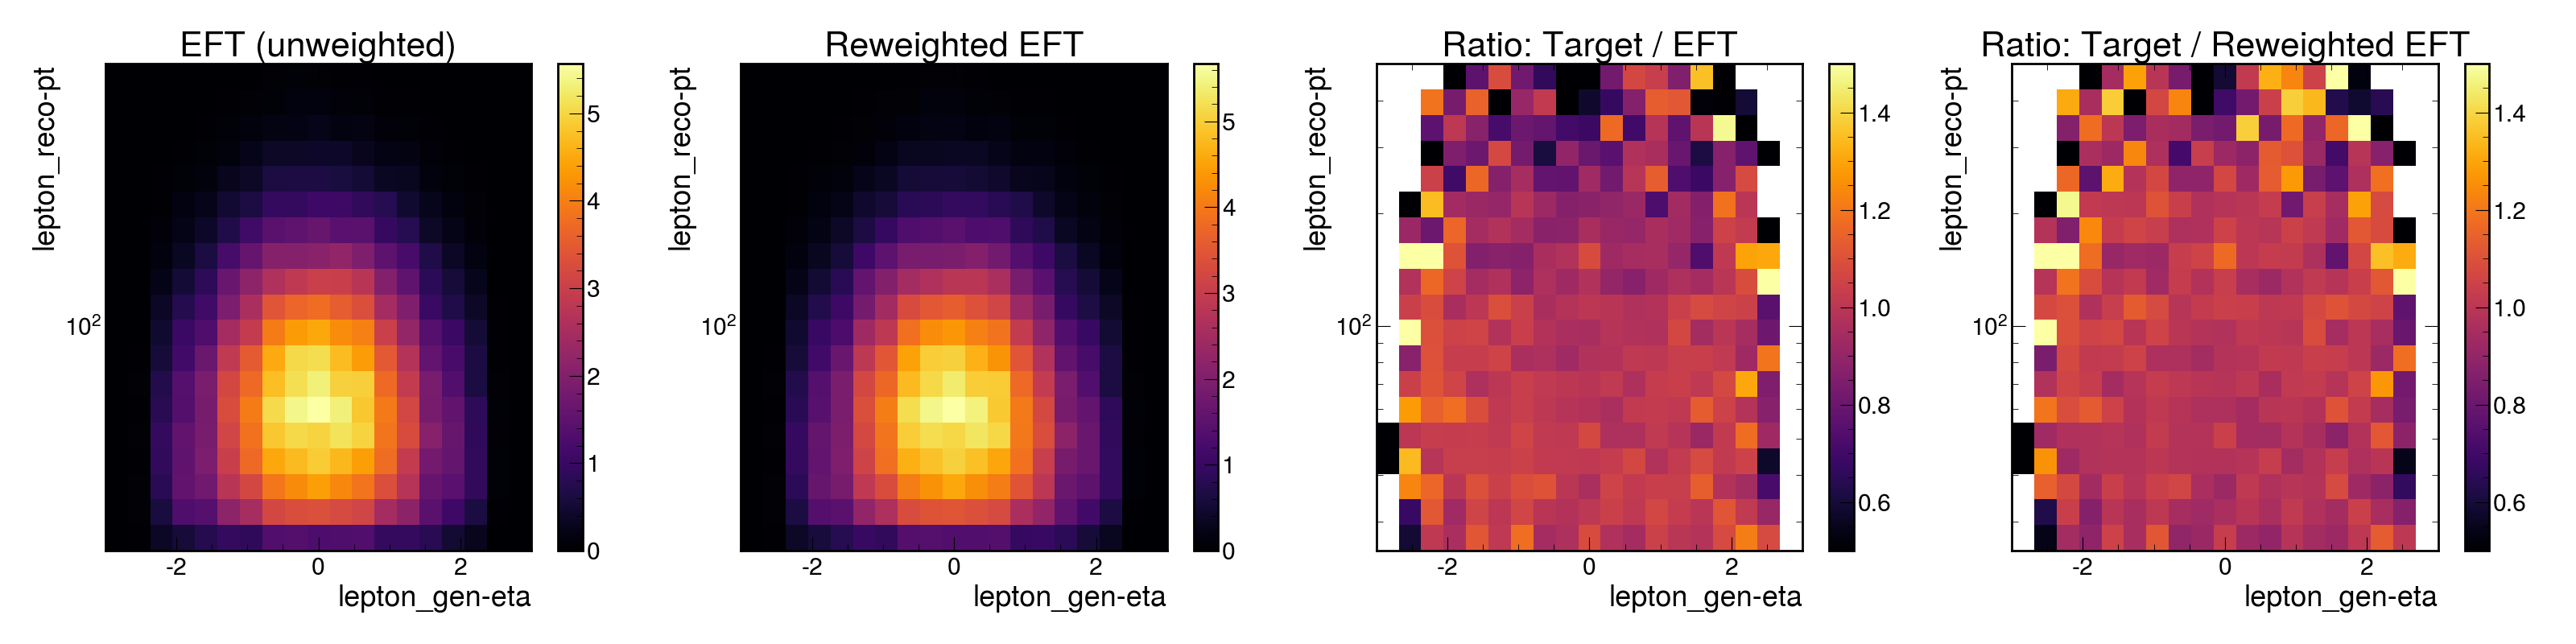 EFT (unweighted)
lepton_reco-pt
10²
-2 0 2
lepton_gen-eta
0 1 2 3 4 5
Reweighted EFT
lepton_reco-pt
10²
-2 0 2
lepton_gen-eta
0 1 2 3 4 5
Ratio: Target / EFT
lepton_reco-pt
10²
-2 0 2
lepton_gen-eta
0.6 0.8 1.0 1.2 1.4
Ratio: Target / Reweighted EFT
lepton_reco-pt
10²
-2 0 2
lepton_gen-eta
0.6 0.8 1.0 1.2 1.4